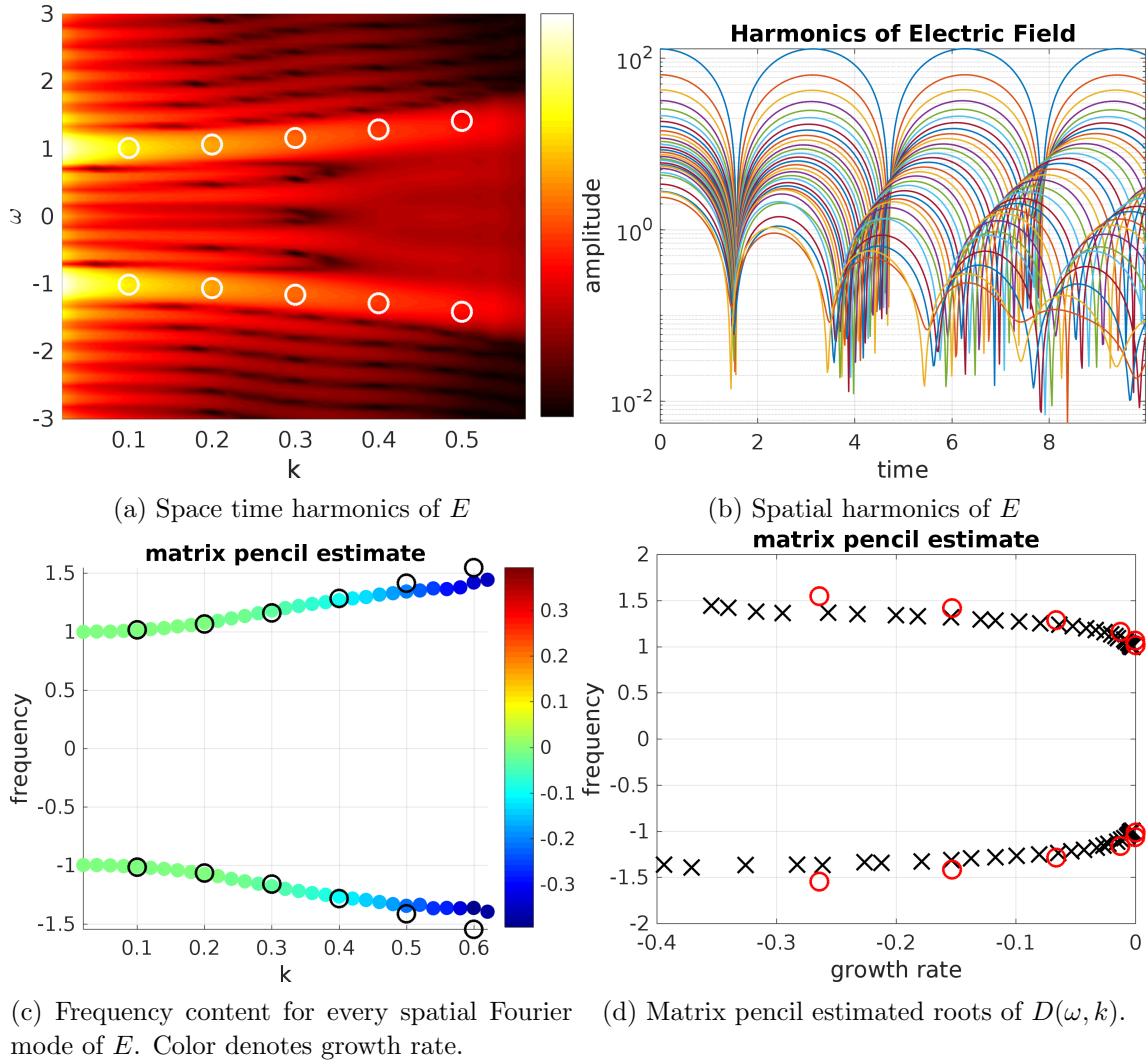 3
2
1
0
-1
-2
-3
ω
0.1 0.2 0.3 0.4 0.5
k
amplitude
(a) Space time harmonics of E
Harmonics of Electric Field
10²
10⁰
10⁻²
0 2 4 6 8
time
(b) Spatial harmonics of E
matrix pencil estimate
1.5
1
0.5
0
-0.5
-1
-1.5
frequency
0.1 0.2 0.3 0.4 0.5 0.6
k
0.3
0.2
0.1
0
-0.1
-0.2
-0.3
(c) Frequency content for every spatial Fourier
mode of E. Color denotes growth rate.
matrix pencil estimate
2
1.5
1
0.5
0
-0.5
-1
-1.5
-2
frequency
-0.4 -0.3 -0.2 -0.1 0
growth rate
(d) Matrix pencil estimated roots of D(ω, k).